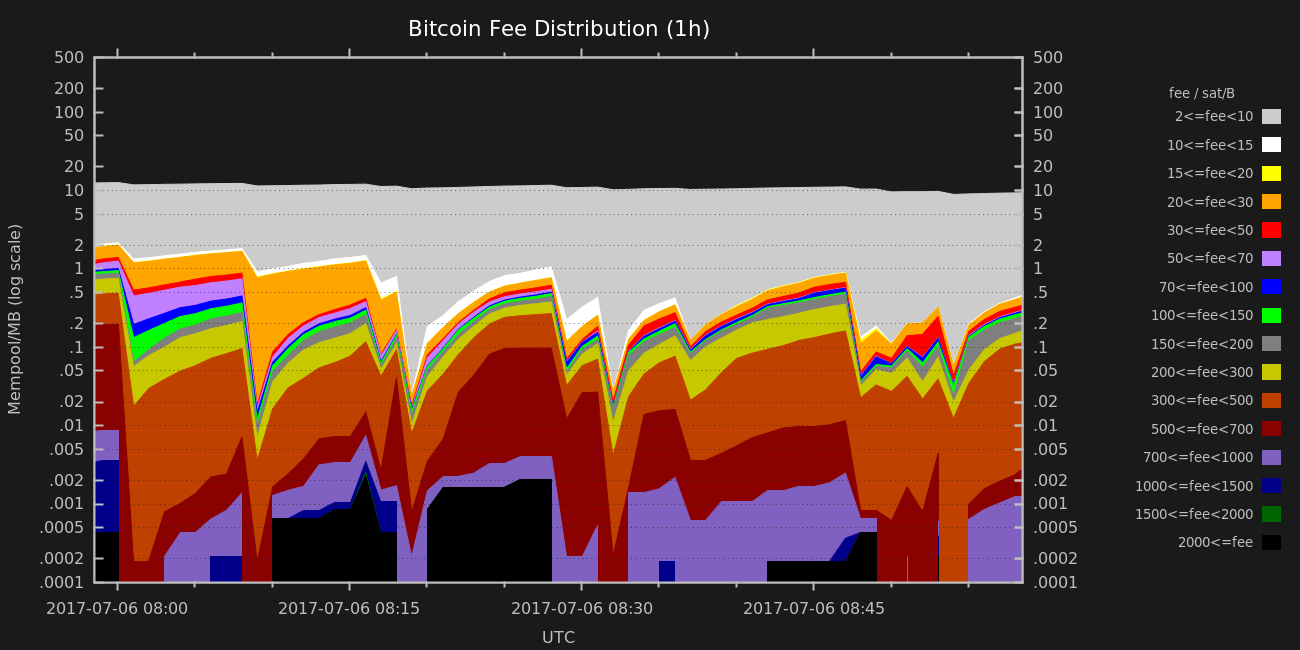 Bitcoin Fee Distribution (1h)
Mempool/MB (log scale)
500
200
100
50
20
10
5
2
1
.5
.2
.1
.05
.02
.01
.005
.002
.001
.0005
.0002
.0001
500
200
100
50
20
10
5
2
1
.5
.2
.1
.05
.02
.01
.005
.002
.001
.0005
.0002
.0001
2017-07-06 08:00
2017-07-06 08:15
2017-07-06 08:30
2017-07-06 08:45
UTC
fee / sat/B
2<=fee<10
10<=fee<15
15<=fee<20
20<=fee<30
30<=fee<50
50<=fee<70
70<=fee<100
100<=fee<150
150<=fee<200
200<=fee<300
300<=fee<500
500<=fee<700
700<=fee<1000
1000<=fee<1500
1500<=fee<2000
2000<=fee